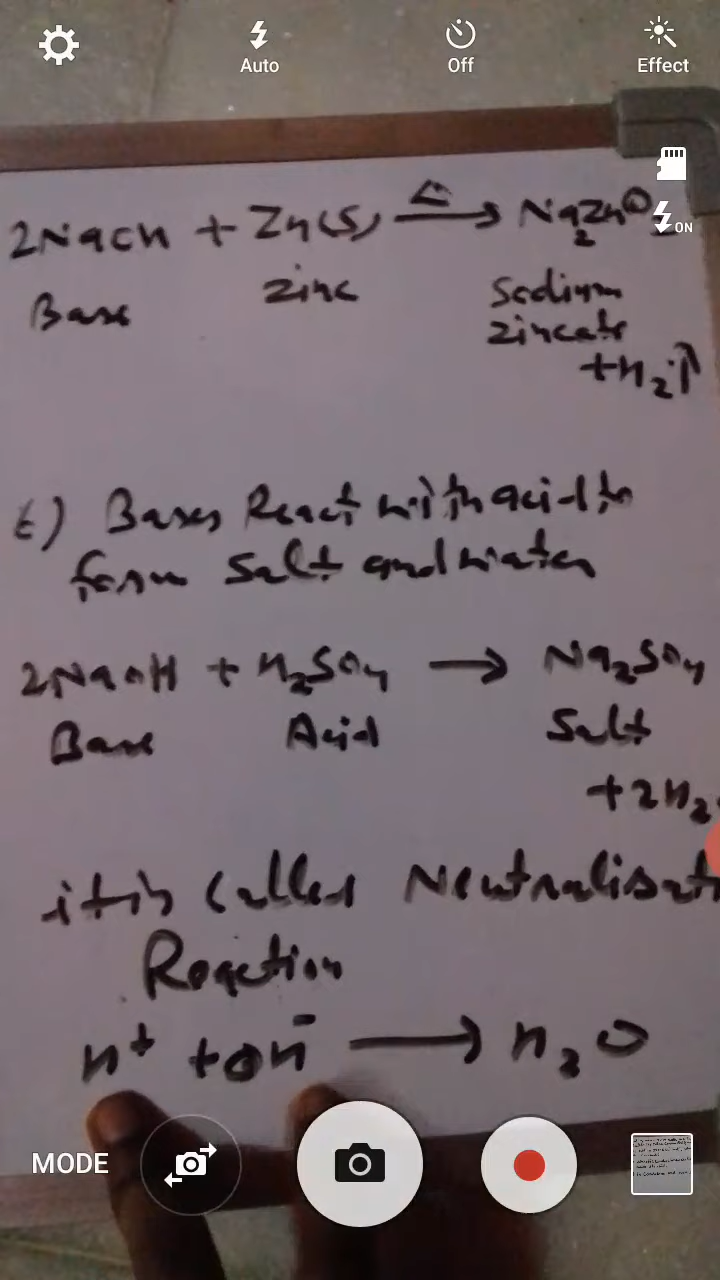 Auto
Off
Effect
ON
2NaOH + Zn(s) Δ→ Na2ZnO2
Base
zinc
Sodium
zincate
+H2↑
t) Bases React with acid to
form Salt and water
2NaOH + H2SO4 → Na2SO4
Base
Acid
Salt
+2H2
it is called Neutralisat
Reaction
H+ + OH- → H2O
MODE